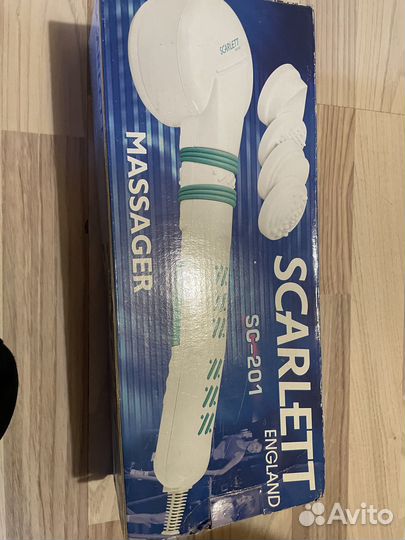 SCARLETT
MASSAGER
SCARLETT
ENGLAND
SC-201
Avito